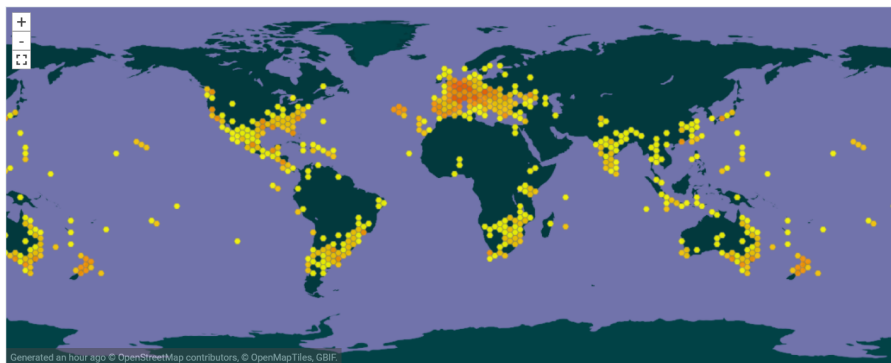 +
-
Generated an hour ago © OpenStreetMap contributors, © OpenMapTiles, GBIF.